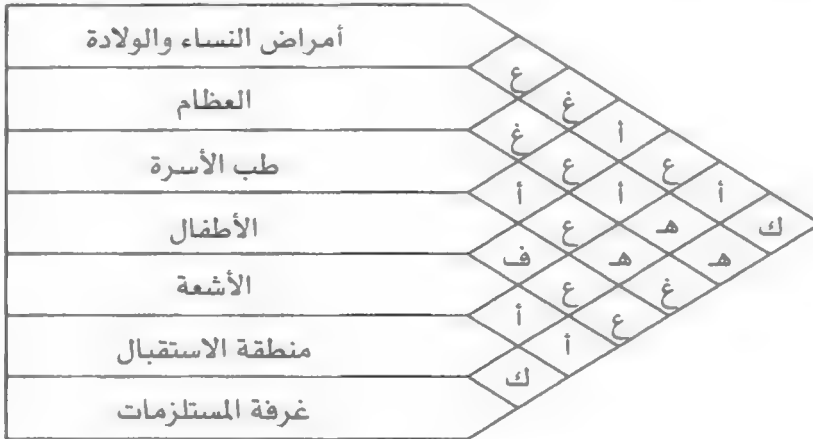 أمراض النساء والولادة
ع
غ العظام
أ غ
ع ع طب الأسرة
أ أ أ
ك هـ ع الأطفال
هـ هـ ف
غ ع الأشعة
ع أ
أ منطقة الاستقبال
ك
غرفة المستلزمات